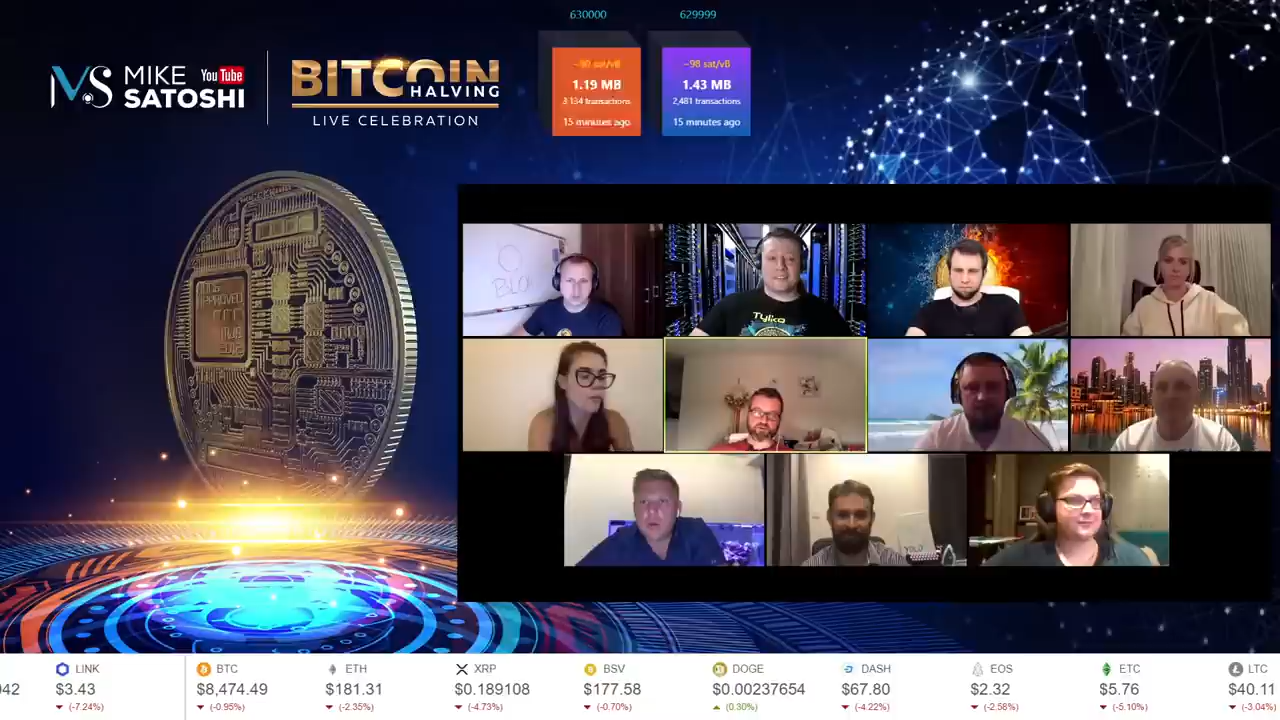 630000
629999
MIKE
SATOSHI
YouTube
BITCOIN
HALVING
LIVE CELEBRATION
1.19 MB
3 134 transactions
15 minutes ago
~98 sat/vB
1.43 MB
2,481 transactions
15 minutes ago
Tylko
LINK
$3.43
(-7.24%)
BTC
$8,474.49
(-0.95%)
ETH
$181.31
(-2.35%)
XRP
$0.189108
(-4.73%)
BSV
$177.58
(-0.70%)
DOGE
$0.00237654
(0.30%)
DASH
$67.80
(-4.22%)
EOS
$2.32
(-2.58%)
ETC
$5.76
(-5.10%)
LTC
$40.11
(-3.04%)